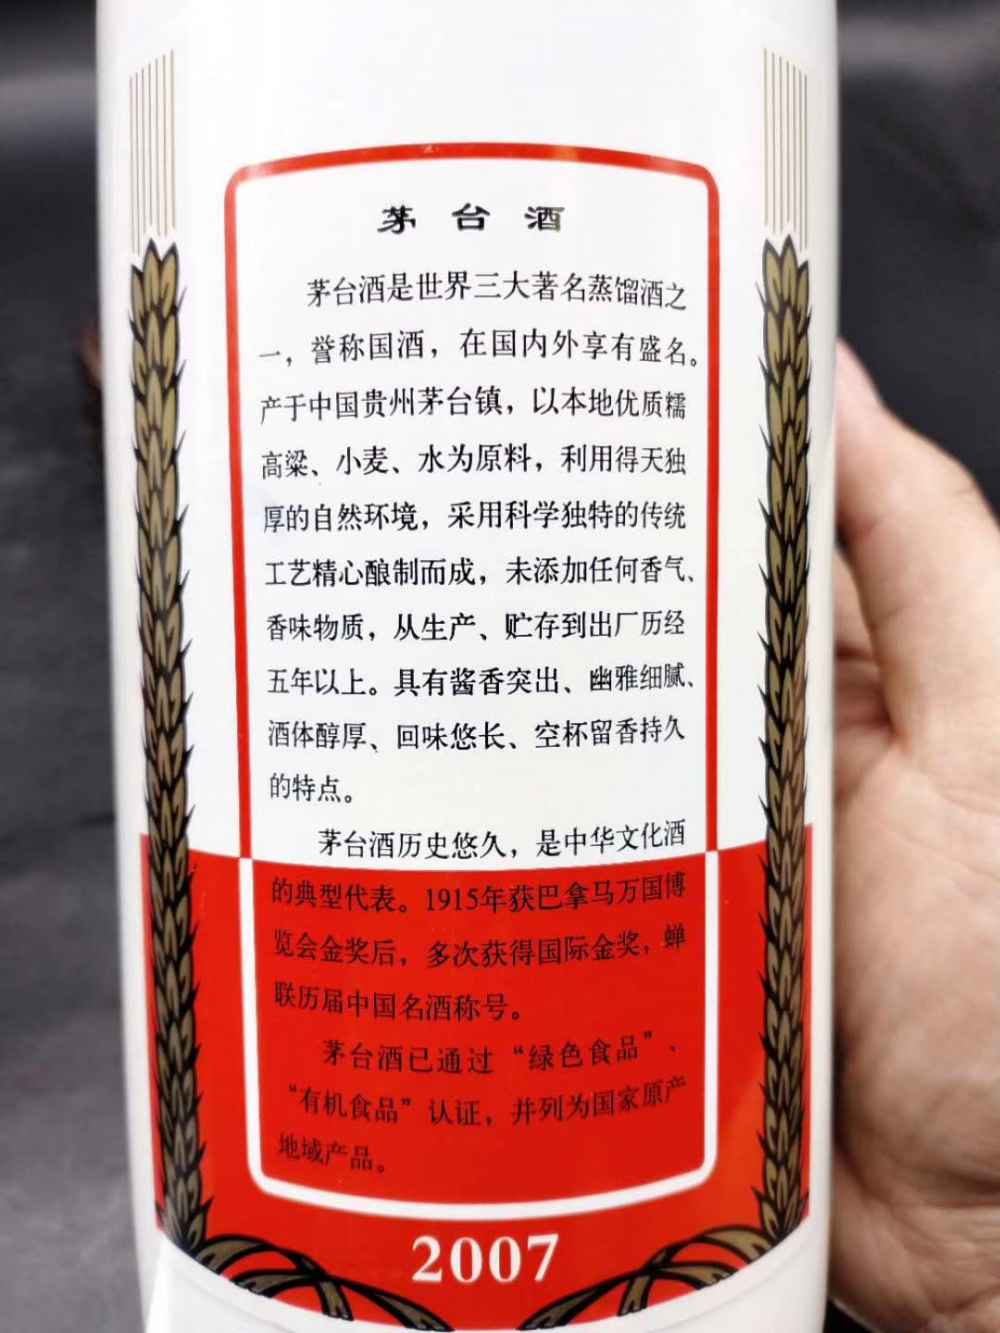 茅台酒
茅台酒是世界三大著名蒸馏酒之
一，誉称国酒，在国内外享有盛名。
产于中国贵州茅台镇，以本地优质糯
高粱、小麦、水为原料，利用得天独
厚的自然环境，采用科学独特的传统
工艺精心酿制而成，未添加任何香气、
香味物质，从生产、贮存到出厂历经
五年以上。具有酱香突出、幽雅细腻、
酒体醇厚、回味悠长、空杯留香持久
的特点。
茅台酒历史悠久，是中华文化酒
的典型代表。1915年获巴拿马万国博
览会金奖后，多次获得国际金奖，蝉
联历届中国名酒称号。
茅台酒已通过“绿色食品”、
“有机食品”认证，并列为国家原产
地域产品。
2007